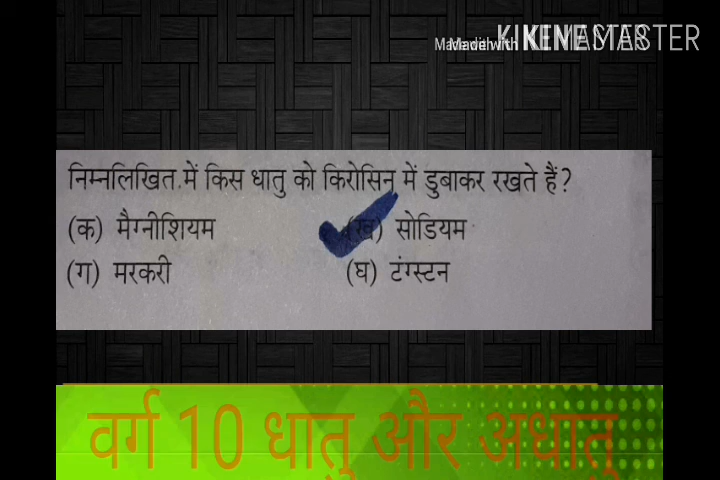 Made with KINEMASTER
निम्नलिखित में किस धातु को किरोसिन में डुबाकर रखते हैं?
(क) मैग्नीशियम (ख) सोडियम
(ग) मरकरी (घ) टंग्स्टन
वर्ग 10 धातु और अधातु